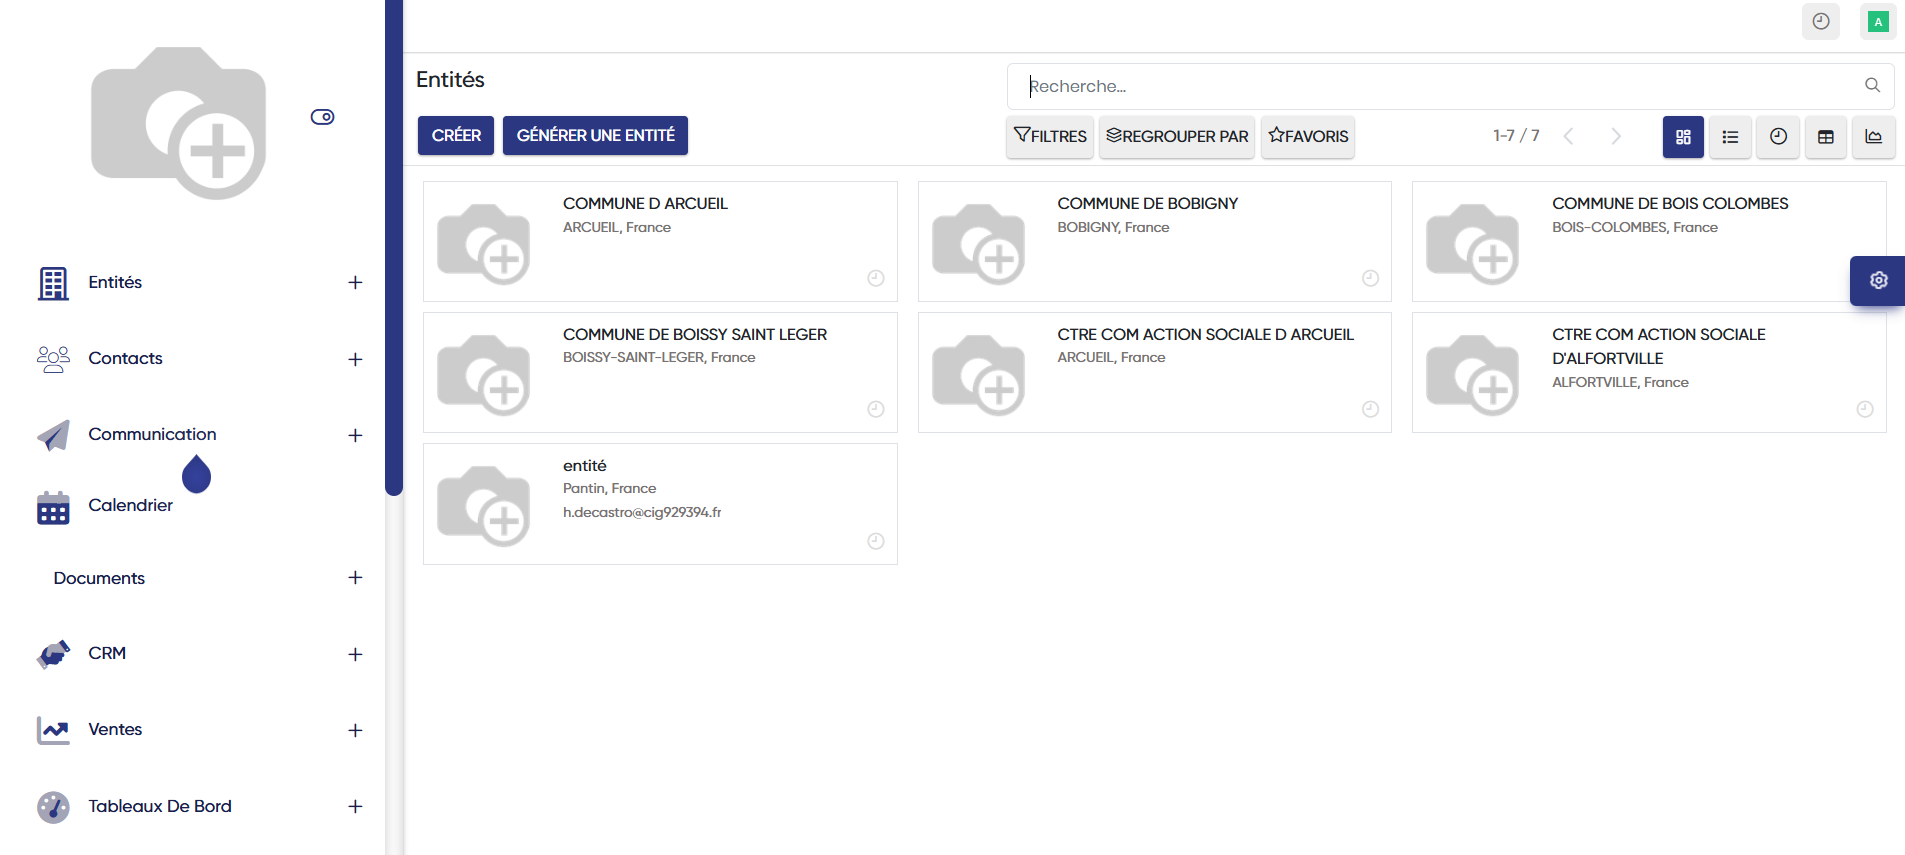 A
Entités
Recherche...
CRÉER
GÉNÉRER UNE ENTITÉ
FILTRES
REGROUPER PAR
FAVORIS
1-7 / 7
Entités
Contacts
Communication
Calendrier
Documents
CRM
Ventes
Tableaux De Bord
COMMUNE D ARCUEIL
ARCUEIL, France
COMMUNE DE BOBIGNY
BOBIGNY, France
COMMUNE DE BOIS COLOMBES
BOIS-COLOMBES, France
COMMUNE DE BOISSY SAINT LEGER
BOISSY-SAINT-LEGER, France
CTRE COM ACTION SOCIALE D ARCUEIL
ARCUEIL, France
CTRE COM ACTION SOCIALE
D'ALFORTVILLE
ALFORTVILLE, France
entité
Pantin, France
h.decastro@cig929394.fr